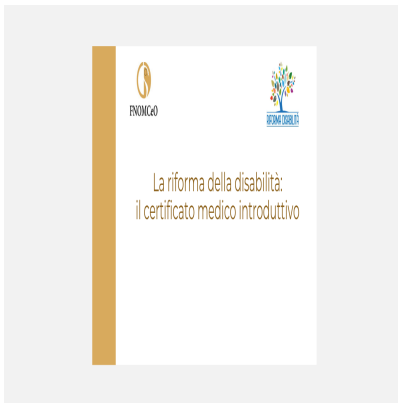 FNOMCeO
RIFORMA DISABILITÀ
La riforma della disabilità:
il certificato medico introduttivo